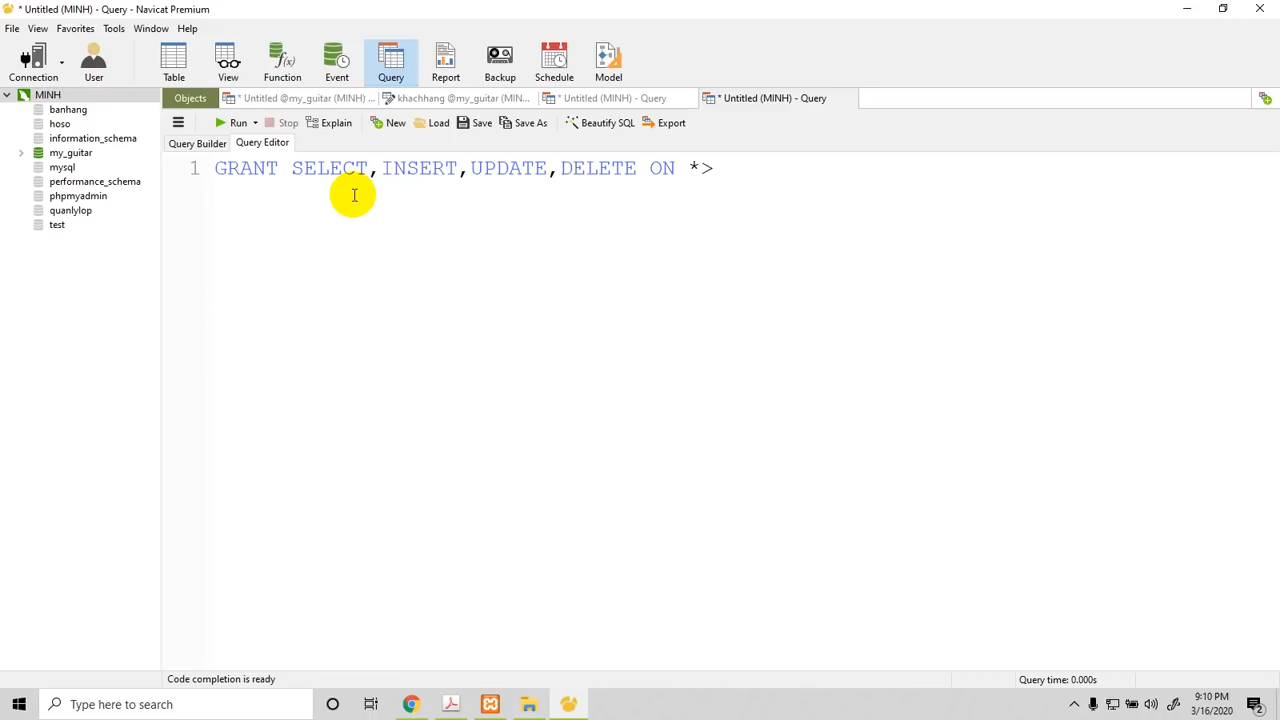 * Untitled (MINH) - Query - Navicat Premium
File View Favorites Tools Window Help
Connection User Table View Function Event Query Report Backup Schedule Model
MINH
banhang
hoso
information_schema
my_guitar
mysql
performance_schema
phpmyadmin
quanlylop
test
Objects * Untitled @my_guitar (MINH) ... khachhang @my_guitar (MIN... * Untitled (MINH) - Query * Untitled (MINH) - Query
Run Stop Explain New Load Save Save As Beautify SQL Export
Query Builder Query Editor
1 GRANT SELECT,INSERT,UPDATE,DELETE ON *>
Code completion is ready Query time: 0.000s
Type here to search
9:10 PM
3/16/2020
2